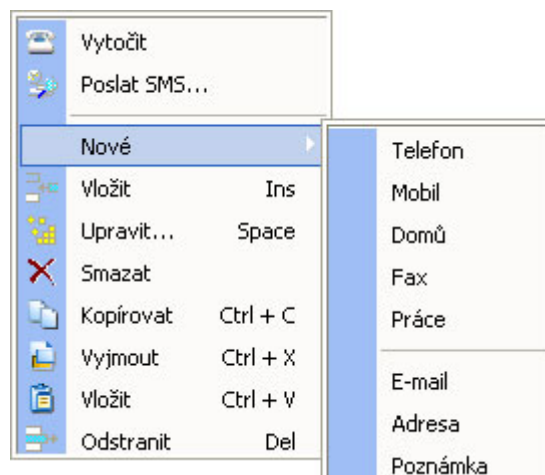 Vytočit
Poslat SMS...
Nové
Vložit Ins
Upravit... Space
Smazat
Kopírovat Ctrl + C
Vyjmout Ctrl + X
Vložit Ctrl + V
Odstranit Del
Telefon
Mobil
Domů
Fax
Práce
E-mail
Adresa
Poznámka